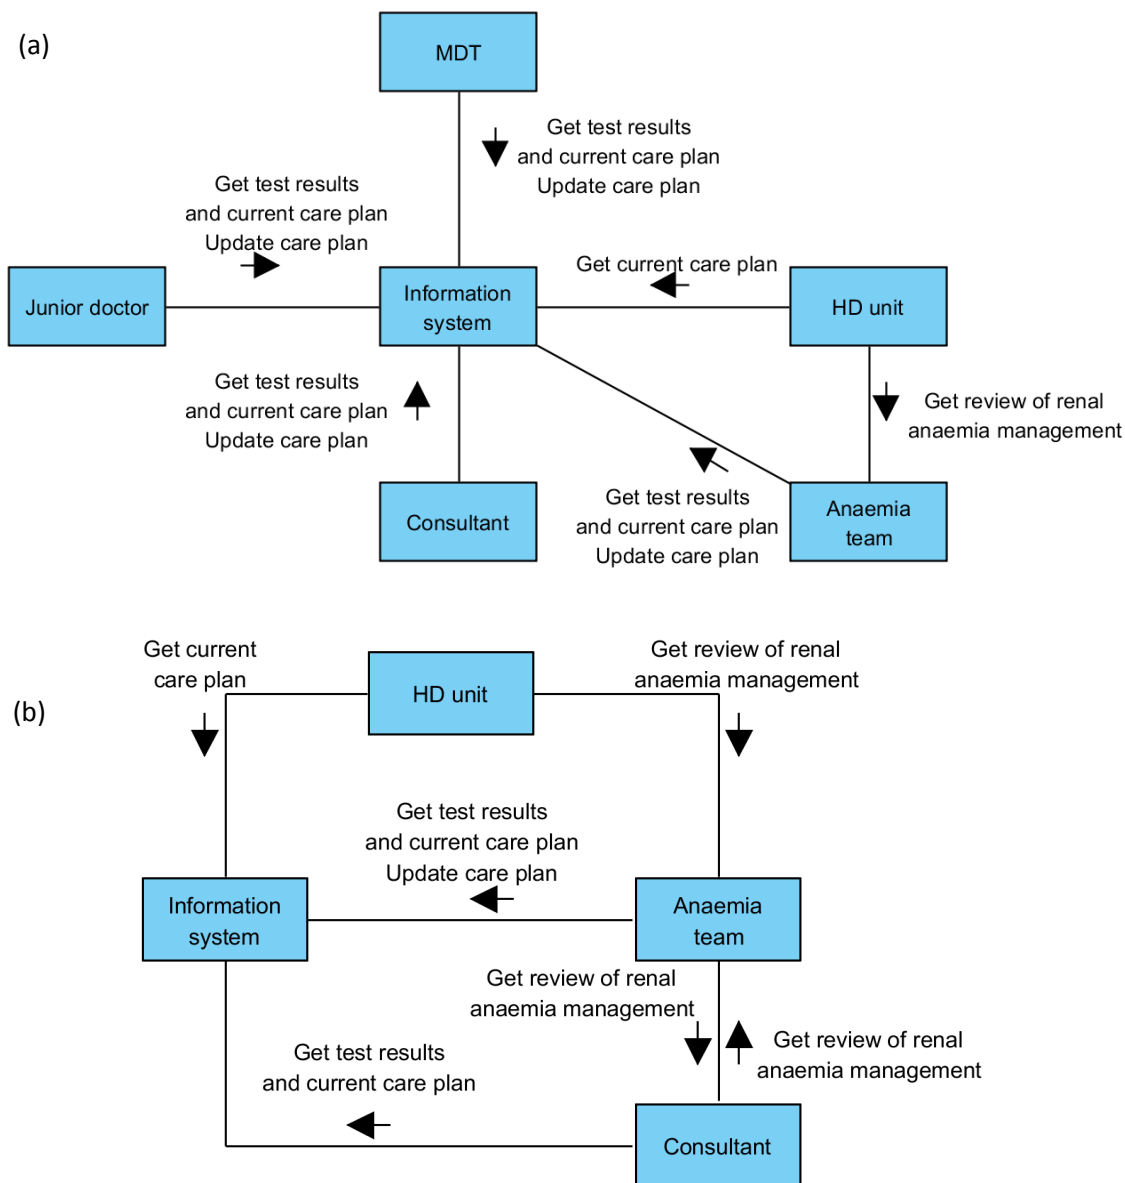 (a)
MDT
Get test results
and current care plan
Update care plan
Get test results
and current care plan
Update care plan
Get current care plan
Junior doctor
Information
system
HD unit
Get test results
and current care plan
Update care plan
Get review of renal
anaemia management
Consultant
Get test results
and current care plan
Update care plan
Anaemia
team
(b)
Get current
care plan
HD unit
Get review of renal
anaemia management
Get test results
and current care plan
Update care plan
Information
system
Anaemia
team
Get review of renal
anaemia management
Get review of renal
anaemia management
Get test results
and current care plan
Consultant